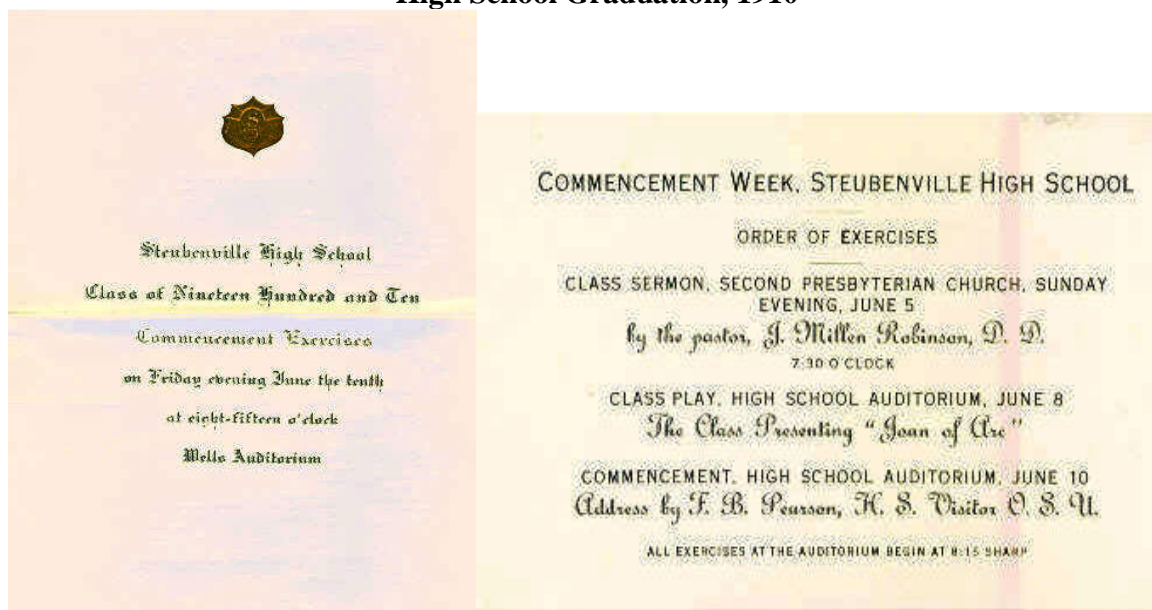 High School Graduation, 1910
Steubenville High School
Class of Nineteen Hundred and Ten
Commencement Exercises
on Friday evening June the tenth
at eight-fifteen o'clock
Wells Auditorium
COMMENCEMENT WEEK, STEUBENVILLE HIGH SCHOOL
ORDER OF EXERCISES
CLASS SERMON, SECOND PRESBYTERIAN CHURCH, SUNDAY
EVENING, JUNE 5
by the pastor, J. Millen Robinson, D. D.
7:30 O'CLOCK
CLASS PLAY, HIGH SCHOOL AUDITORIUM, JUNE 8
The Class Presenting "Joan of Arc"
COMMENCEMENT, HIGH SCHOOL AUDITORIUM, JUNE 10
Address by F. B. Pearson, H. S. Visitor O. S. U.
ALL EXERCISES AT THE AUDITORIUM BEGIN AT 8:15 SHARP